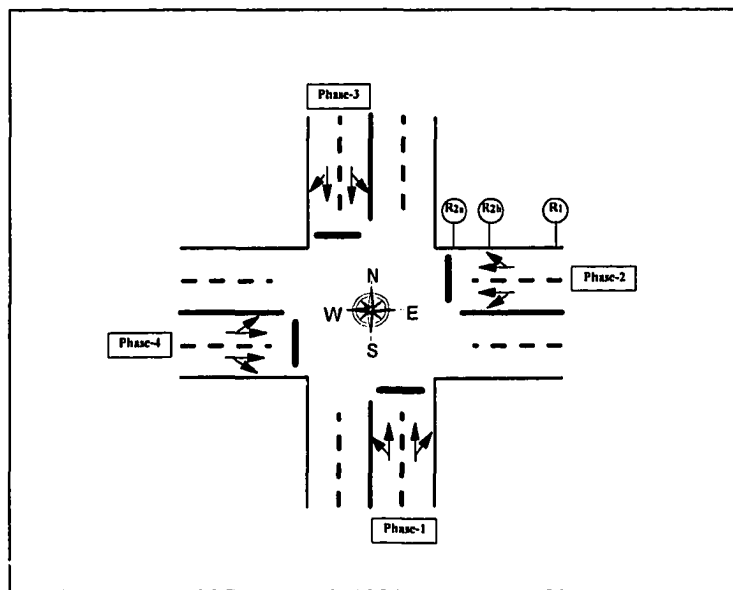 Phase-3
R2a R2b R1
N
Phase-2
W E
S
Phase-4
Phase-1